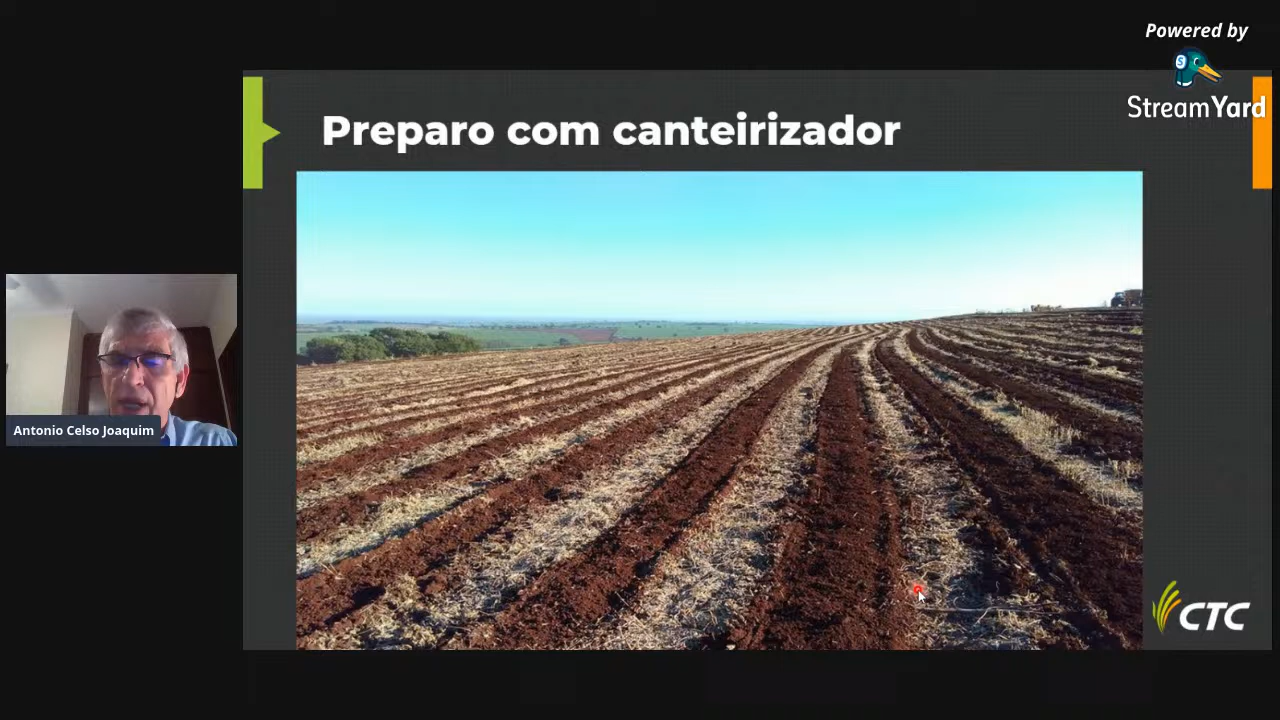 Powered by
StreamYard
Preparo com canteirizador
Antonio Celso Joaquim
CTC